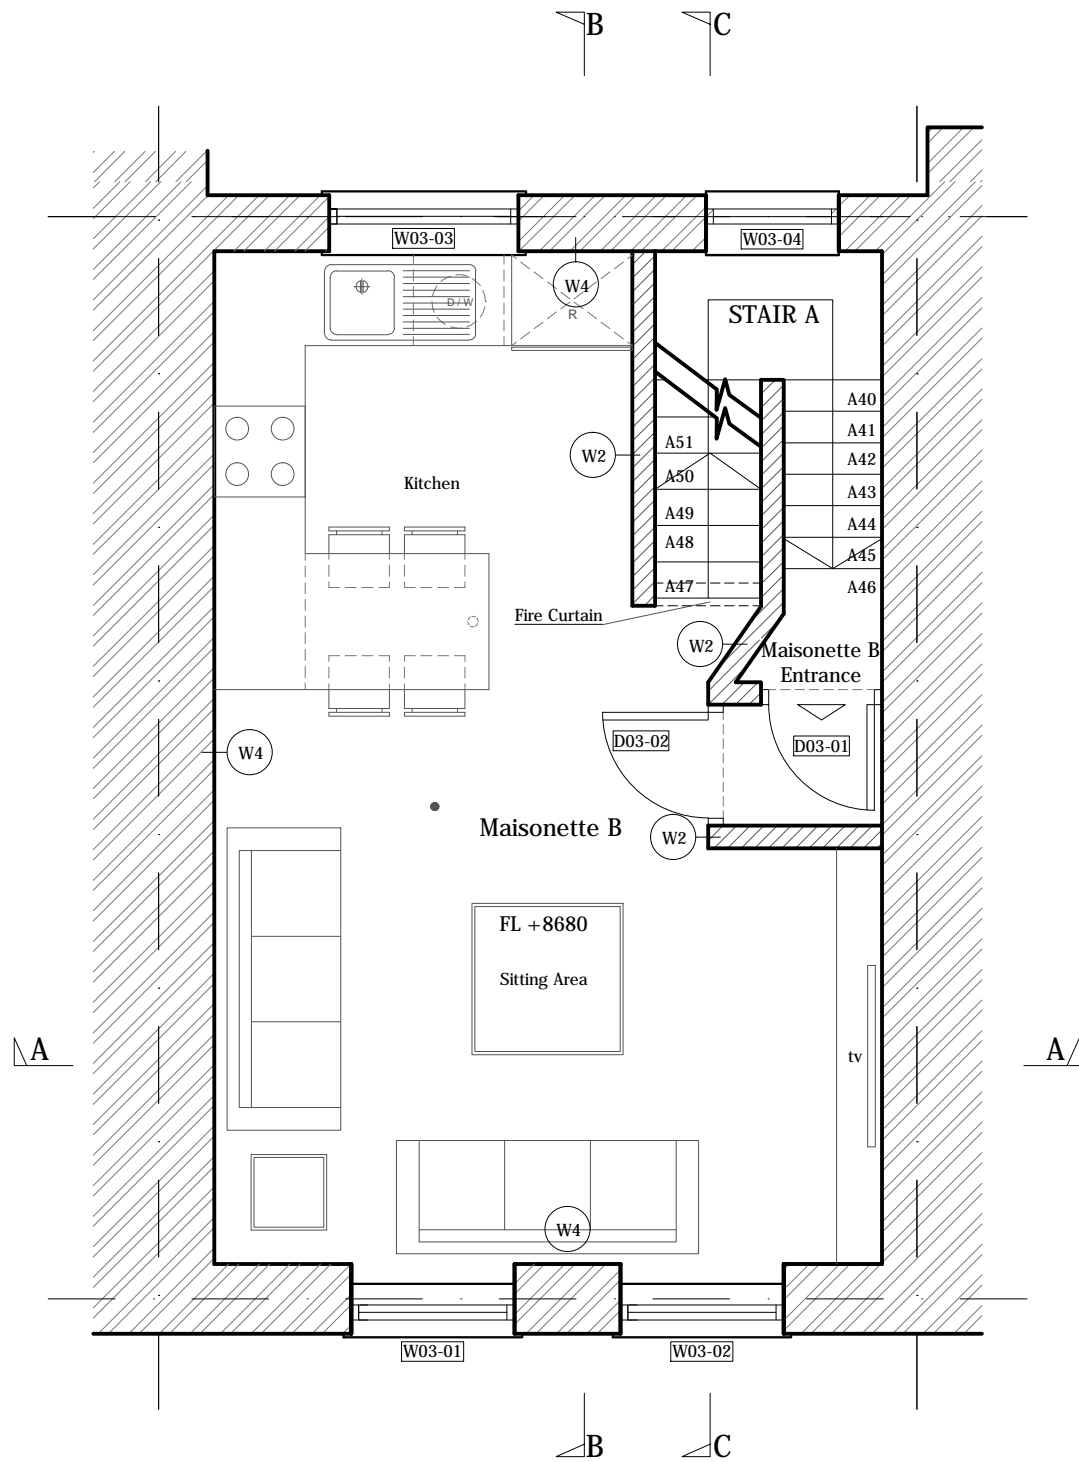 B
C
W03-03
W03-04
W4
D/W
R
STAIR A
A40
A41
A51
W2
A42
A50
Kitchen
A43
A49
A44
A48
A45
A47
A46
Fire Curtain
W2
Maisonette B
Entrance
D03-02
D03-01
W4
Maisonette B
W2
FL +8680
Sitting Area
A
A
tv
W4
W03-01
W03-02
B
C